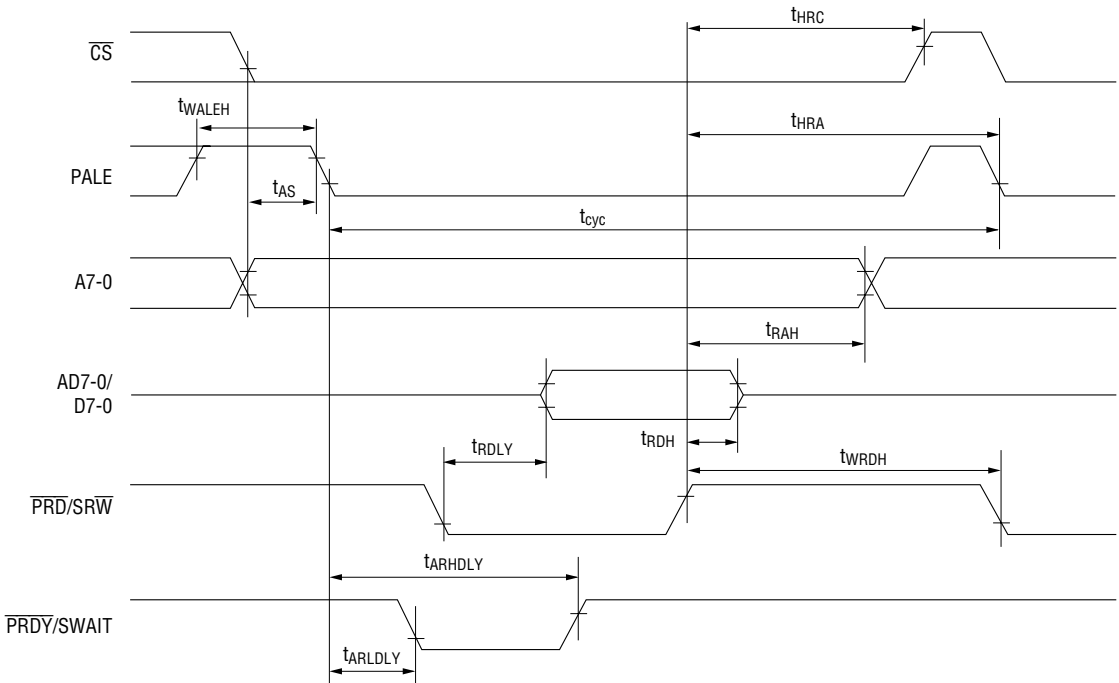 tHRC
CS
tWALEH
tHRA
PALE
tAS
tcyc
A7-0
tRAH
AD7-0/
D7-0
tRDLY
tRDH
tWRDH
PRD/SRW
tARHDLY
PRDY/SWAIT
tARLDLY